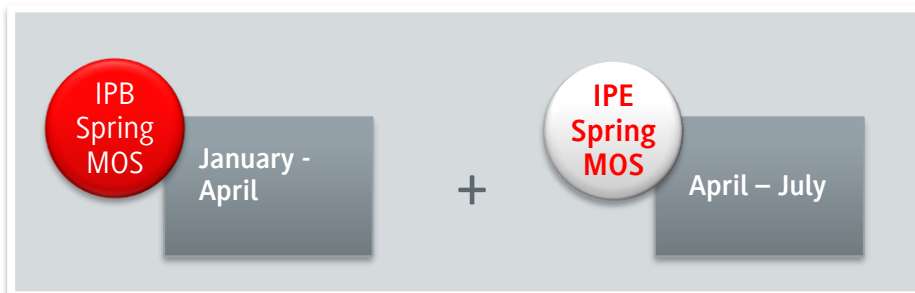 IPB
Spring
MOS
January -
April
+
IPE
Spring
MOS
April – July